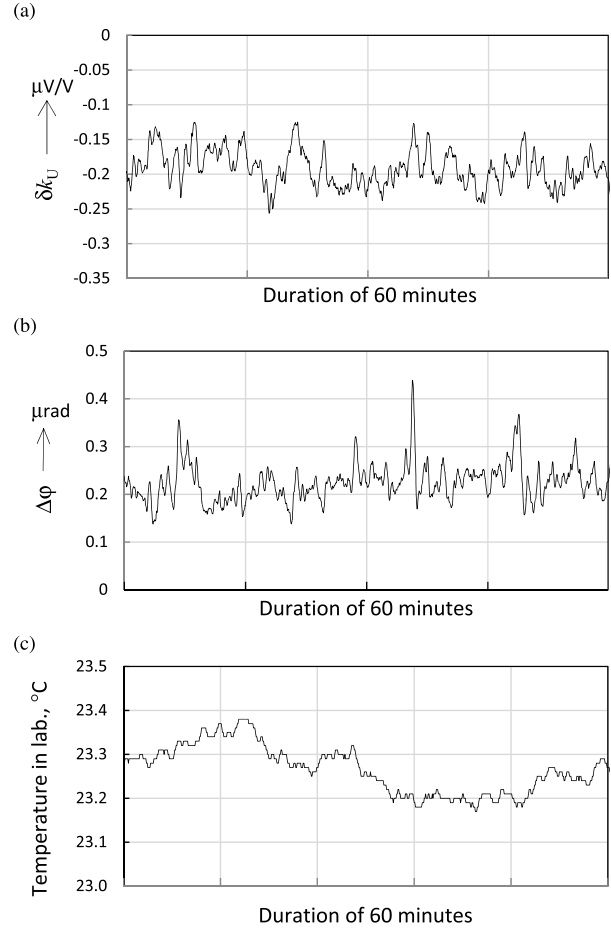 (a)
0
-0.05
μV/V
-0.1
-0.15
δkU
-0.2
-0.25
-0.3
-0.35
Duration of 60 minutes
(b)
0.5
μrad
0.4
0.3
Δφ
0.2
0.1
0
Duration of 60 minutes
(c)
Temperature in lab., °C
23.5
23.4
23.3
23.2
23.1
23.0
Duration of 60 minutes